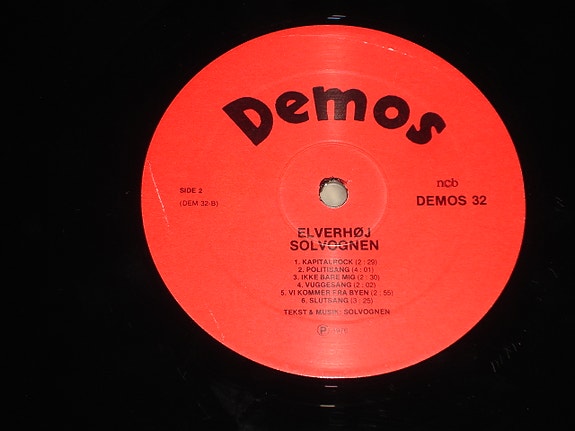 Demos
SIDE 2
(DEM 32-B)
ncb
DEMOS 32
ELVERHØJ
SOLVOGNEN
1. KAPITALROCK (2 : 29)
2. POLITISANG (4 : 01)
3. IKKE BARE MIG (2 : 30)
4. VUGGESANG (2 : 02)
5. VI KOMMER FRA BYEN (2 : 55)
6. SLUTSANG (3 : 25)
TEKST & MUSIK: SOLVOGNEN
Ⓟ